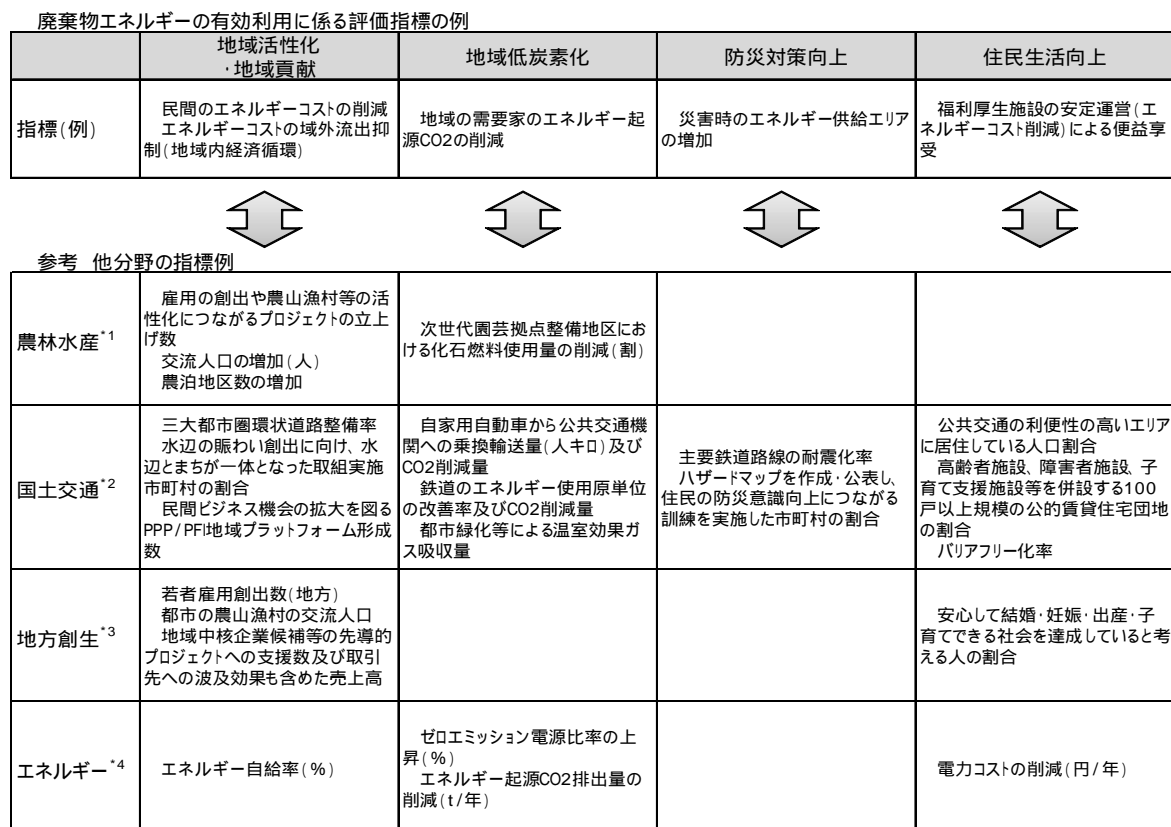 廃棄物エネルギーの有効利用に係る評価指標の例
地域活性化
・地域貢献
地域低炭素化
防災対策向上
住民生活向上
指標(例)
民間のエネルギーコストの削減
エネルギーコストの域外流出抑
制(地域内経済循環)
地域の需要家のエネルギー起
源CO2の削減
災害時のエネルギー供給エリア
の増加
福利厚生施設の安定運営(エ
ネルギーコスト削減)による便益享
受
参考 他分野の指標例
農林水産*1
雇用の創出や農山漁村等の活
性化につながるプロジェクトの立上
げ数
交流人口の増加(人)
農泊地区数の増加
次世代園芸拠点整備地区にお
ける化石燃料使用量の削減(割)
国土交通*2
三大都市圏環状道路整備率
水辺の賑わい創出に向け、水
辺とまちが一体となった取組実施
市町村の割合
民間ビジネス機会の拡大を図る
PPP/PFI地域プラットフォーム形成
数
自家用自動車から公共交通機
関への乗換輸送量(人キロ)及び
CO2削減量
鉄道のエネルギー使用原単位
の改善率及びCO2削減量
都市緑化等による温室効果ガ
ス吸収量
主要鉄道路線の耐震化率
ハザードマップを作成・公表し、
住民の防災意識向上につながる
訓練を実施した市町村の割合
公共交通の利便性の高いエリア
に居住している人口割合
高齢者施設、障害者施設、子
育て支援施設等を併設する100
戸以上規模の公的賃貸住宅団地
の割合
バリアフリー化率
地方創生*3
若者雇用創出数(地方)
都市の農山漁村の交流人口
地域中核企業候補等の先導的
プロジェクトへの支援数及び取引
先への波及効果も含めた売上高
安心して結婚・妊娠・出産・子
育てできる社会を達成していると考
える人の割合
エネルギー*4
エネルギー自給率(%)
ゼロエミッション電源比率の上
昇(%)
エネルギー起源CO2排出量の
削減(t/年)
電力コストの削減(円/年)